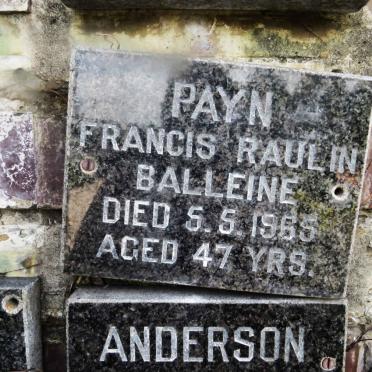 PAYN
FRANCIS RAULIN
BALLEINE
DIED 5.5.1965
AGED 47 YRS.
ANDERSON